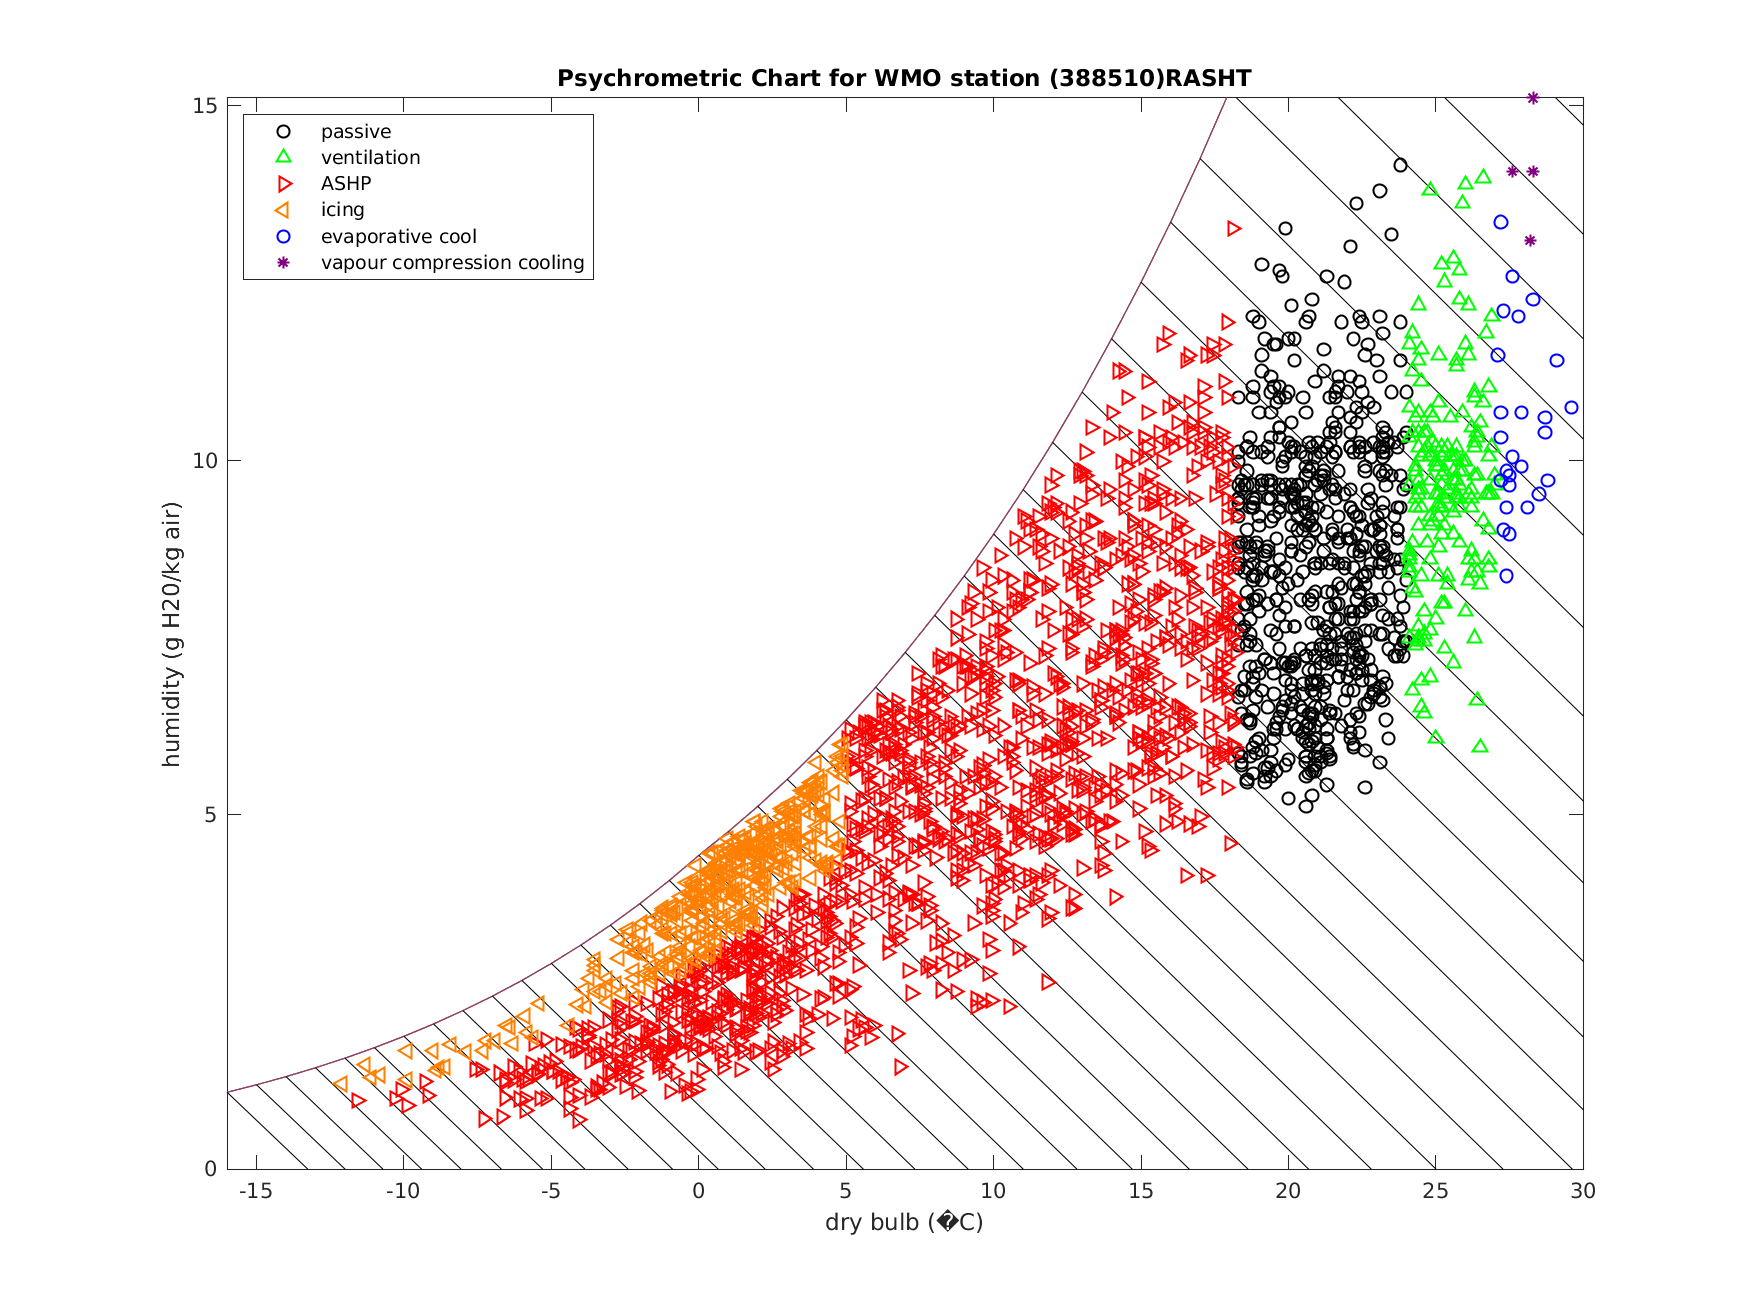 Psychrometric Chart for WMO station (388510)RASHT
passive
ventilation
ASHP
icing
evaporative cool
vapour compression cooling
humidity (g H20/kg air)
15
10
5
0
-15 -10 -5 0 5 10 15 20 25 30
dry bulb (�C)